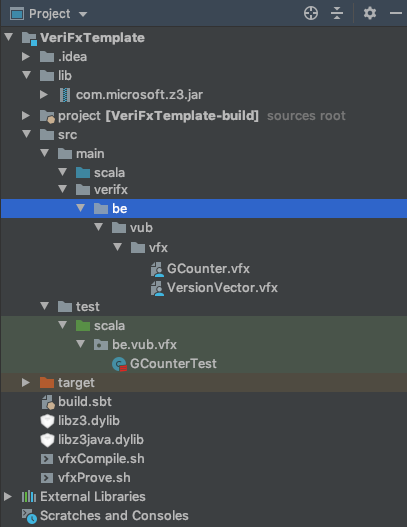 Project
VeriFxTemplate
.idea
lib
com.microsoft.z3.jar
project [VeriFxTemplate-build] sources root
src
main
scala
verifx
be
vub
vfx
GCounter.vfx
VersionVector.vfx
test
scala
be.vub.vfx
GCounterTest
target
build.sbt
libz3.dylib
libz3java.dylib
vfxCompile.sh
vfxProve.sh
External Libraries
Scratches and Consoles